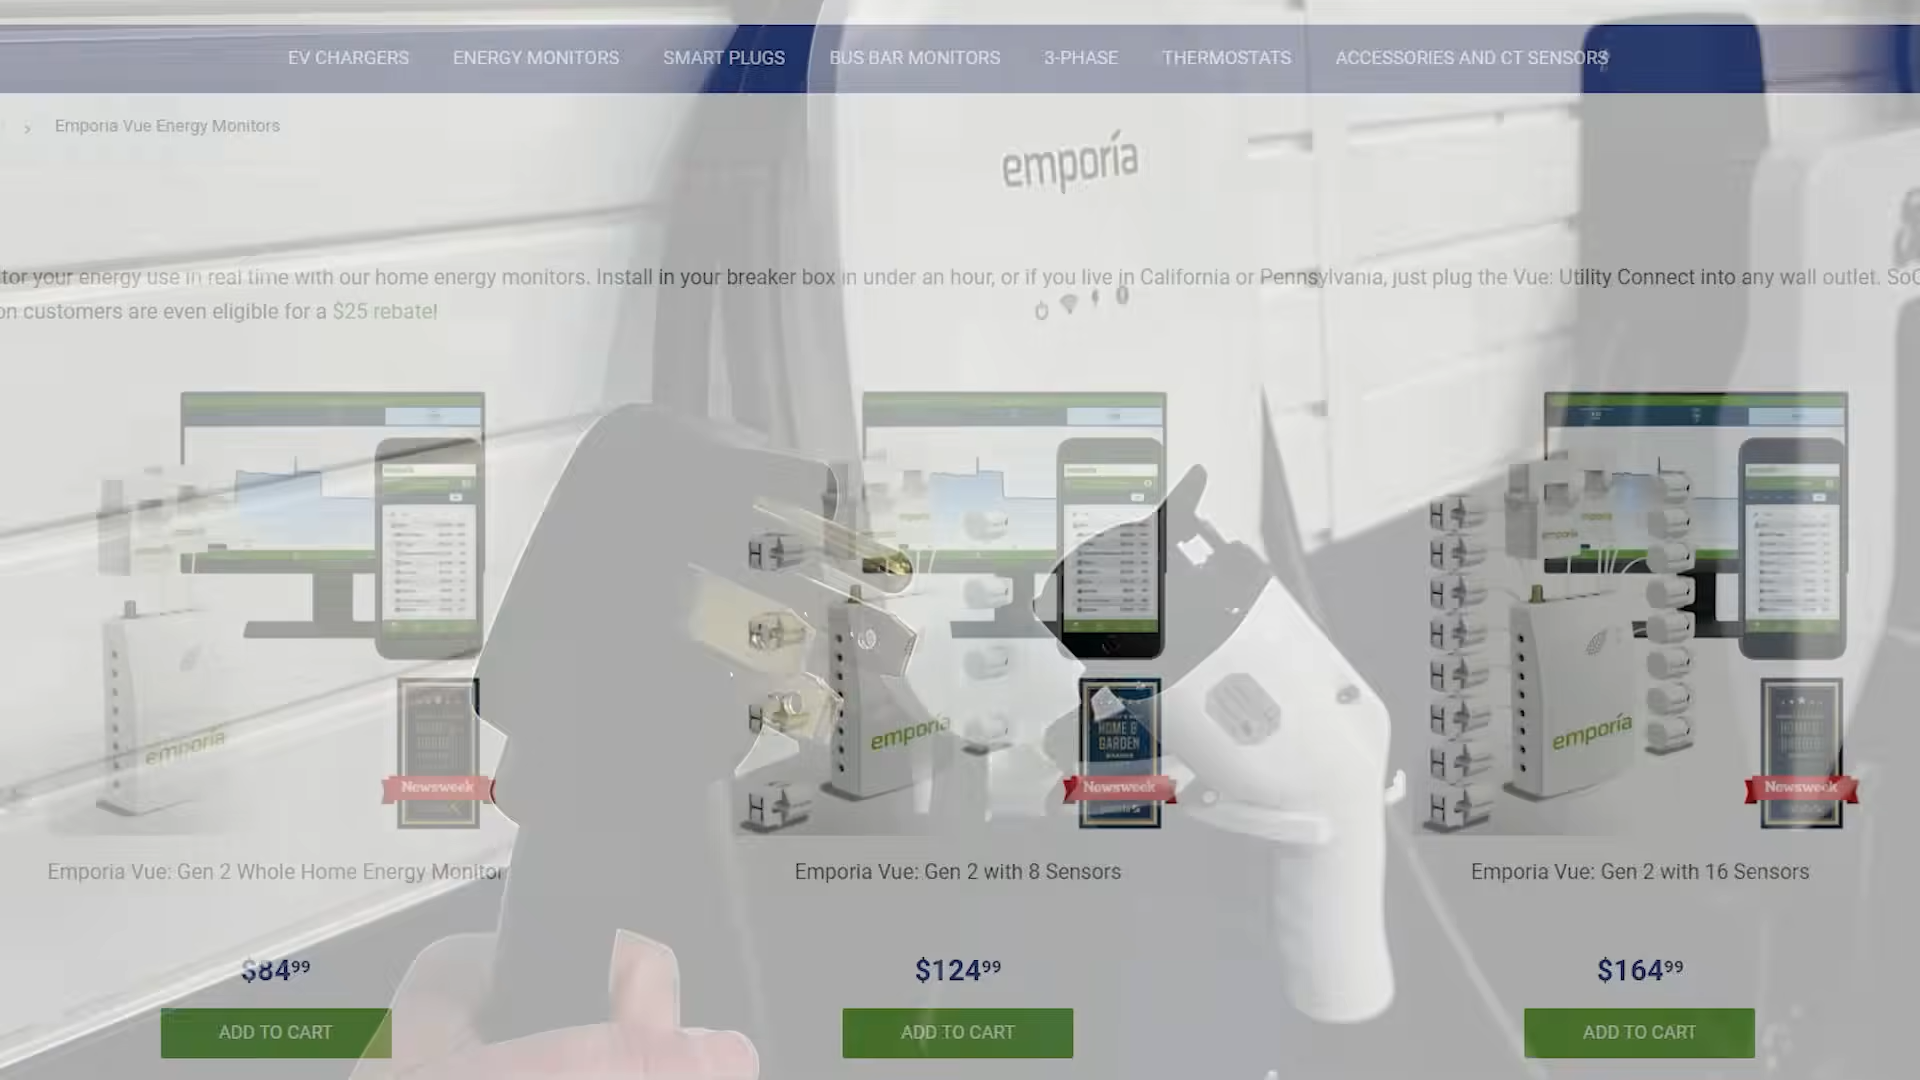 EV CHARGERS ENERGY MONITORS SMART PLUGS BUS BAR MONITORS 3-PHASE THERMOSTATS ACCESSORIES AND CT SENSORS
Emporia Vue Energy Monitors
emporia
tor your energy use in real time with our home energy monitors. Install in your breaker box in under an hour, or if you live in California or Pennsylvania, just plug the Vue: Utility Connect into any wall outlet. SoC
on customers are even eligible for a $25 rebate!
emporia
emporia
emporia
HOME &
GARDEN
Newsweek
Newsweek
Newsweek
Emporia Vue: Gen 2 Whole Home Energy Monitor
Emporia Vue: Gen 2 with 8 Sensors
Emporia Vue: Gen 2 with 16 Sensors
$84.99
$124.99
$164.99
ADD TO CART
ADD TO CART
ADD TO CART